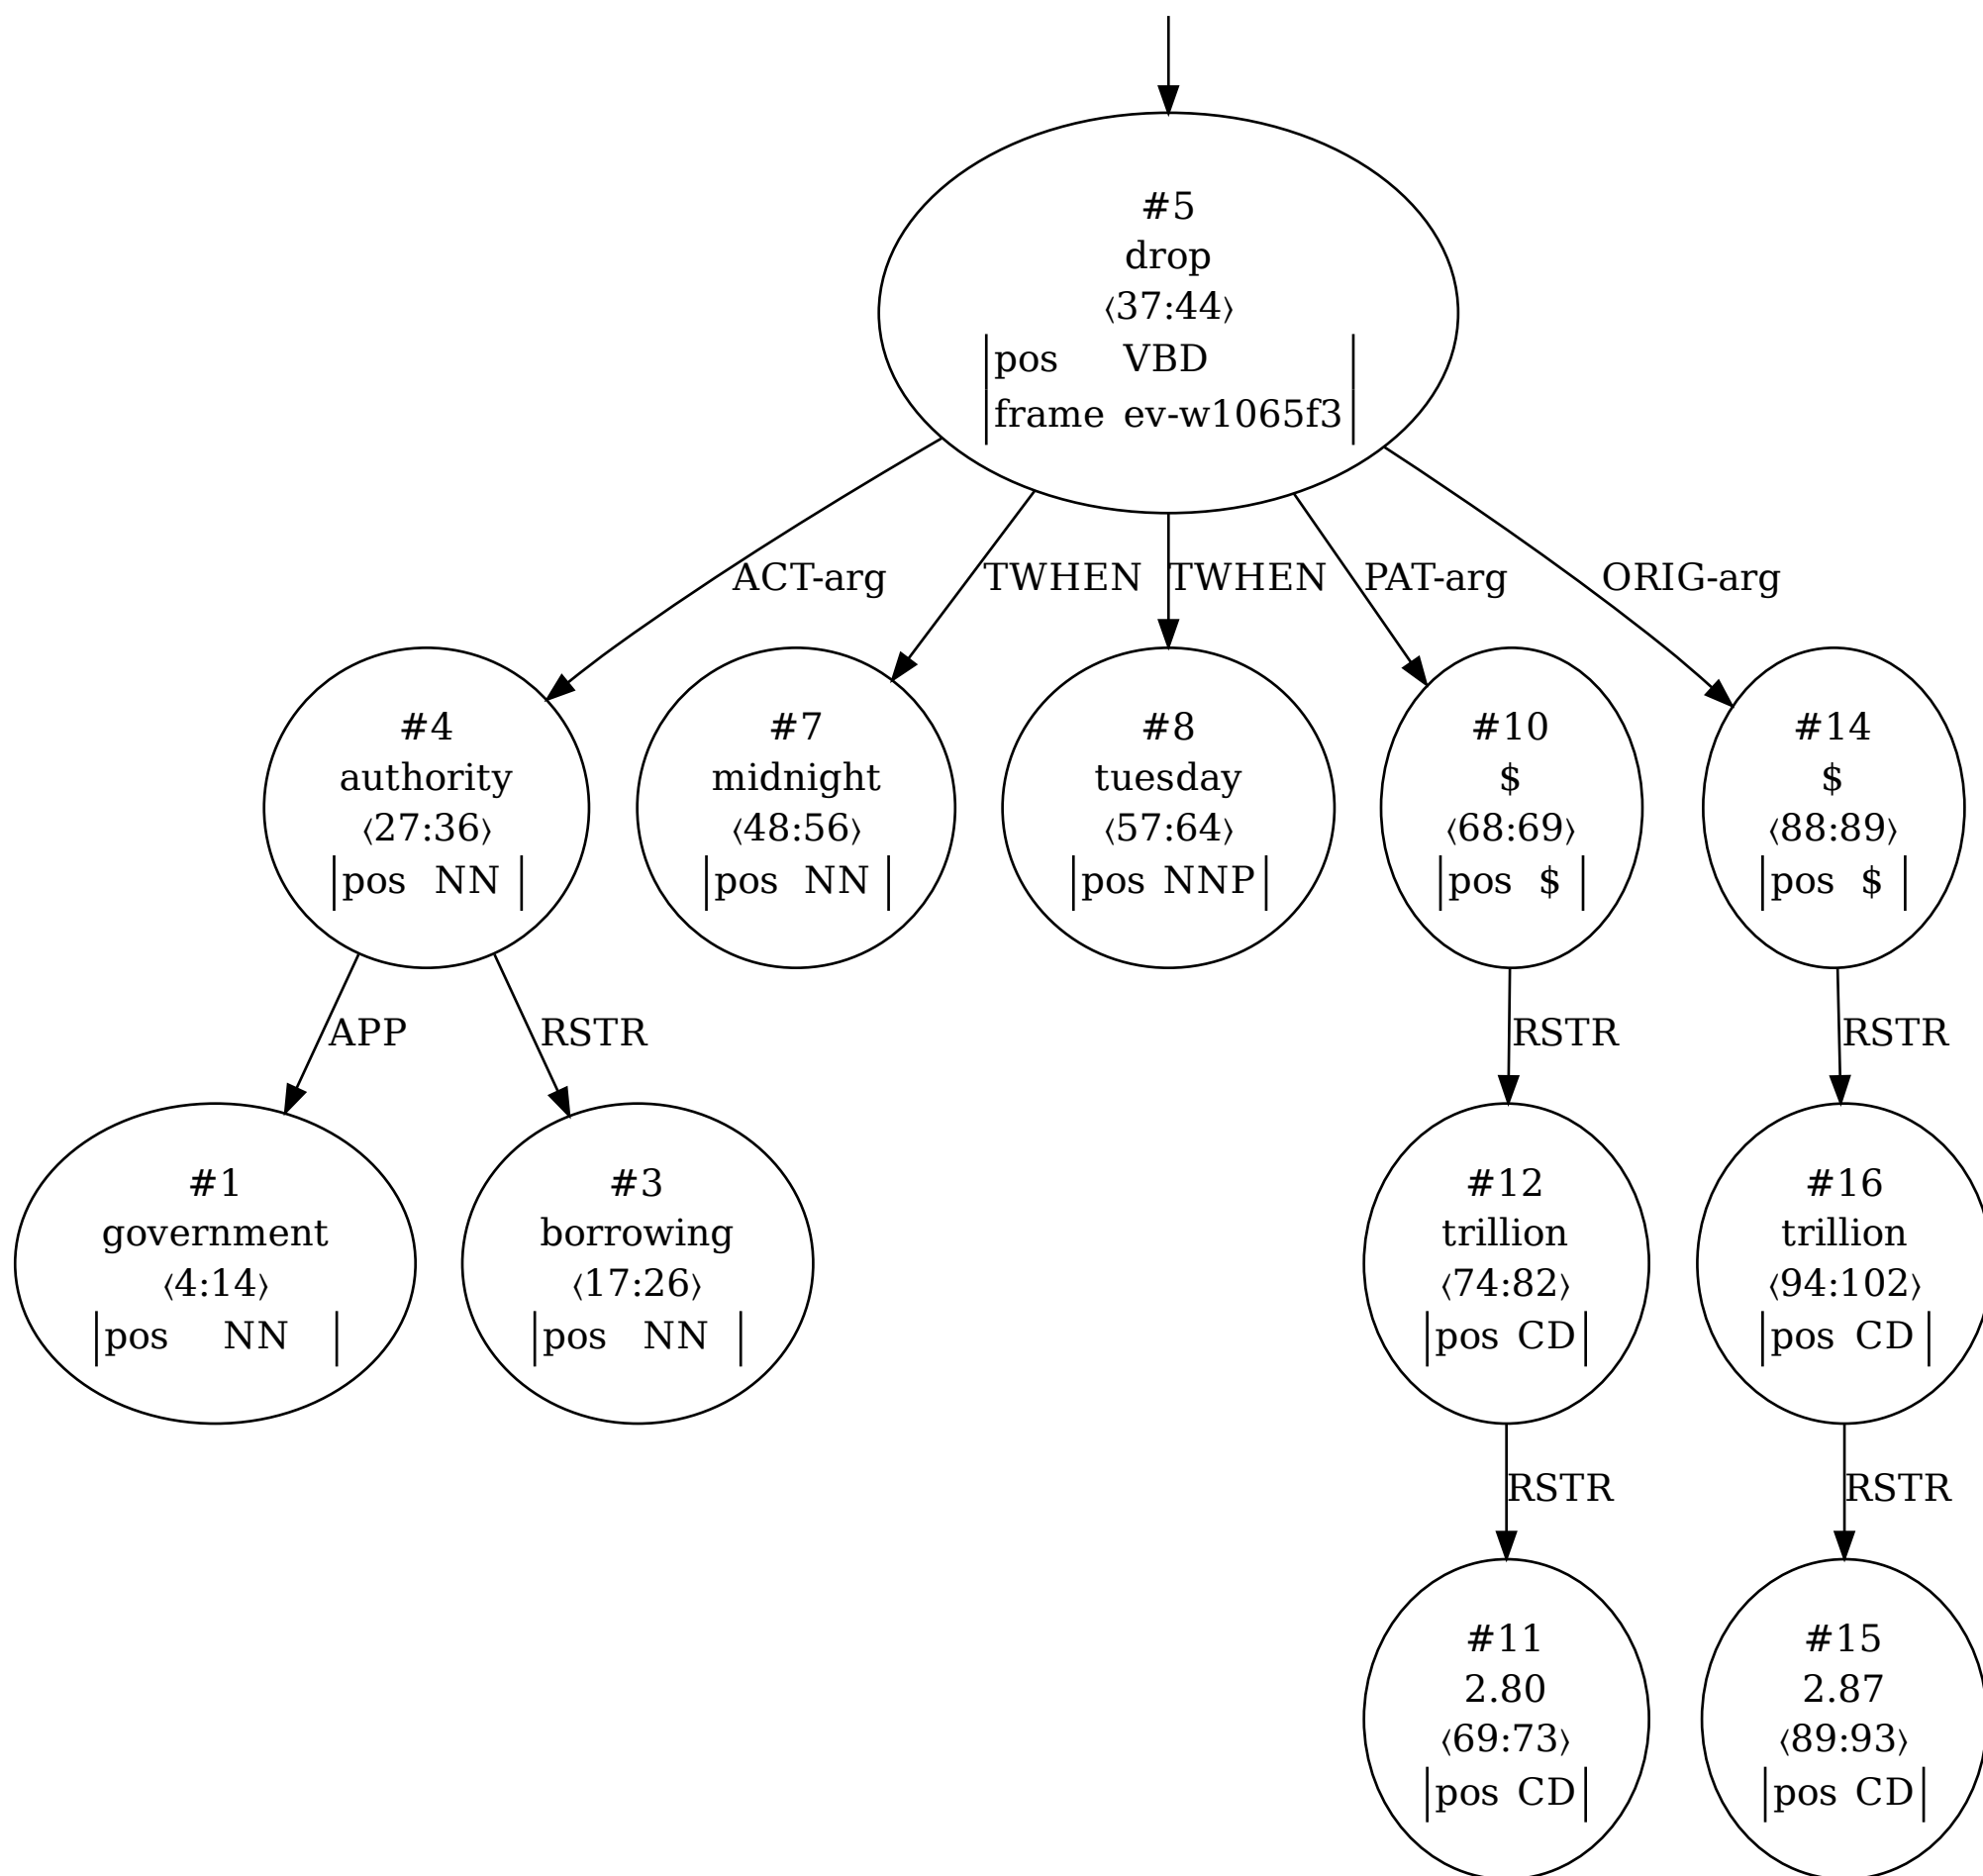 #5
drop
⟨37:44⟩
pos VBD
frame ev-w1065f3
ACT-arg
TWHEN
TWHEN
PAT-arg
ORIG-arg
#4
authority
⟨27:36⟩
pos NN
#7
midnight
⟨48:56⟩
pos NN
#8
tuesday
⟨57:64⟩
pos NNP
#10
$
⟨68:69⟩
pos $
#14
$
⟨88:89⟩
pos $
APP
RSTR
RSTR
RSTR
#1
government
⟨4:14⟩
pos NN
#3
borrowing
⟨17:26⟩
pos NN
#12
trillion
⟨74:82⟩
pos CD
#16
trillion
⟨94:102⟩
pos CD
RSTR
RSTR
#11
2.80
⟨69:73⟩
pos CD
#15
2.87
⟨89:93⟩
pos CD